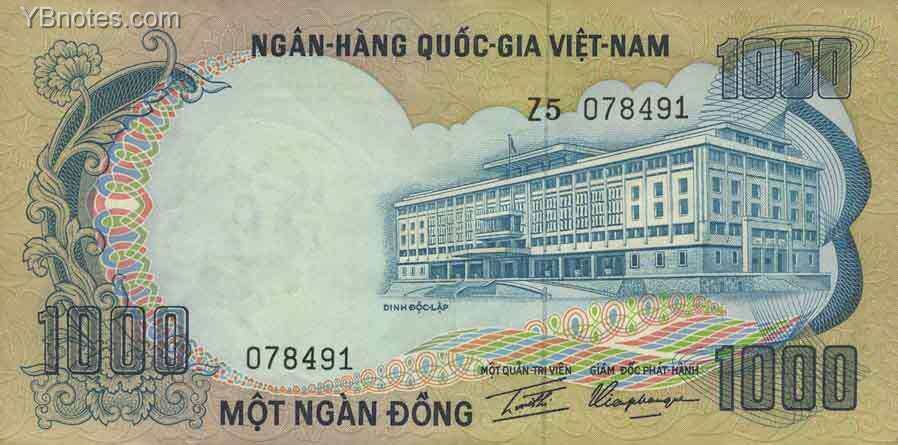 YBnotes.com
NGÂN-HÀNG QUỐC-GIA VIỆT-NAM
1000
Z5 078491
DINH ĐỘC-LẬP
1000
078491
MỘT QUẢN TRỊ VIÊN
GIÁM ĐỐC PHÁT-HÀNH
1000
MỘT NGÀN ĐỒNG